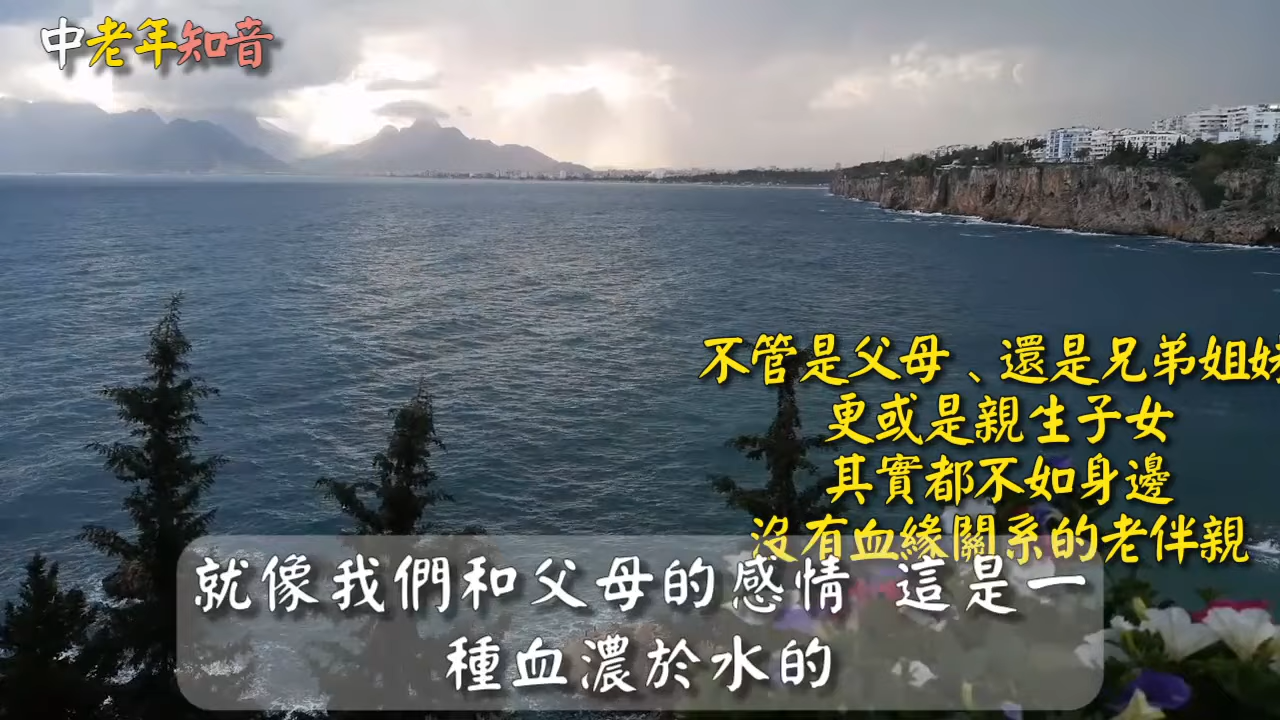 中老年知音
不管是父母、還是兄弟姐妹
更或是親生子女
其實都不如身邊
沒有血緣關系的老伴親
就像我們和父母的感情 這是一
種血濃於水的